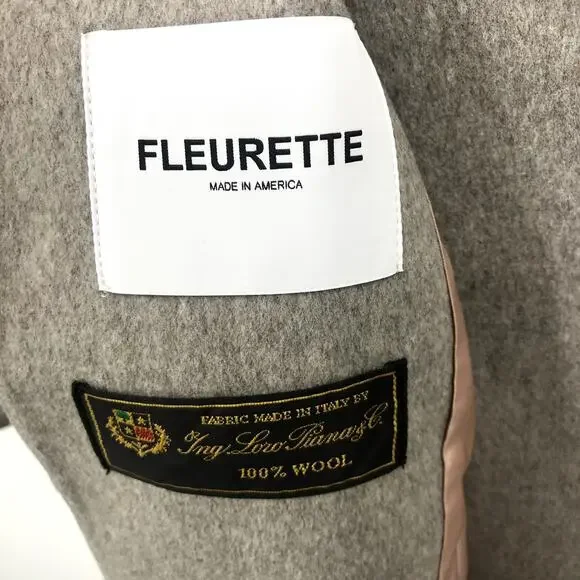 FLEURETTE
MADE IN AMERICA
FABRIC MADE IN ITALY BY
Ing. Loro Piana & C.
100% WOOL